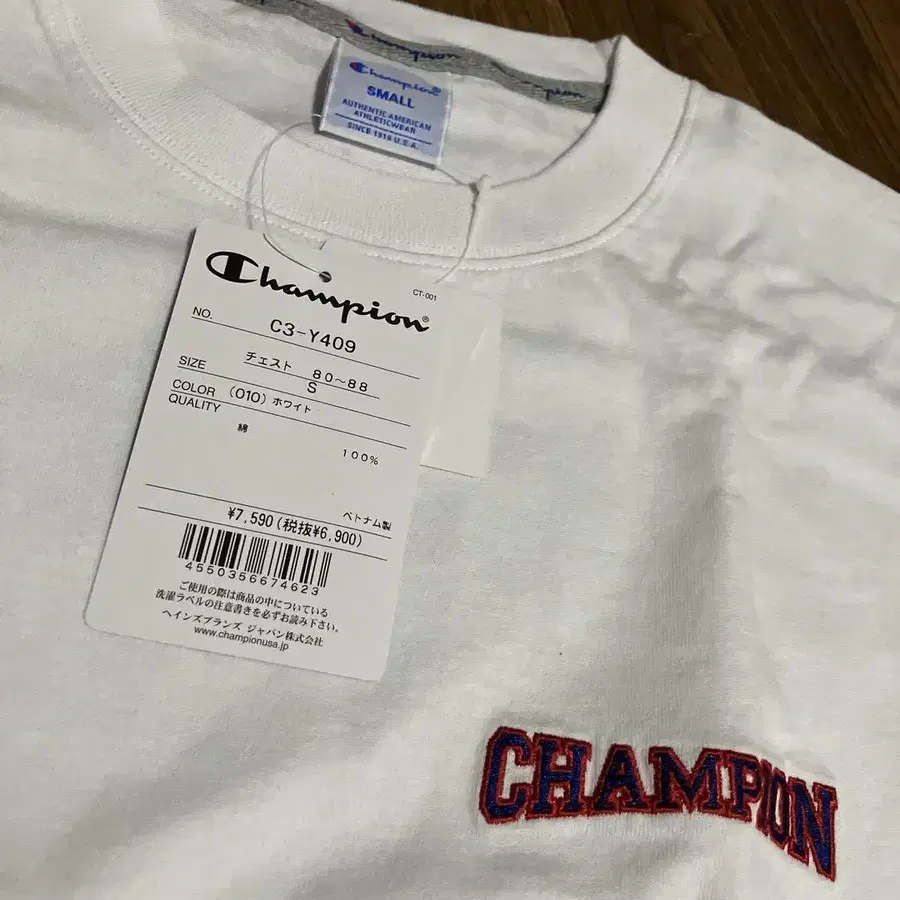 Champion
Champion
Champion
SMALL
AUTHENTIC AMERICAN
ATHLETICWEAR
SINCE 1919 U.S.A.
CT-001
Champion®
NO. C3-Y409
チェスト 80~88
SIZE S
COLOR (010) ホワイト
QUALITY
綿 100%
ベトナム製
¥7,590(税抜¥6,900)
4550356674623
ご使用の際は商品の中についている
洗濯ラベルの注意書きを必ずお読み下さい。
ヘインズブランズ ジャパン株式会社
www.championusa.jp
CHAMPION